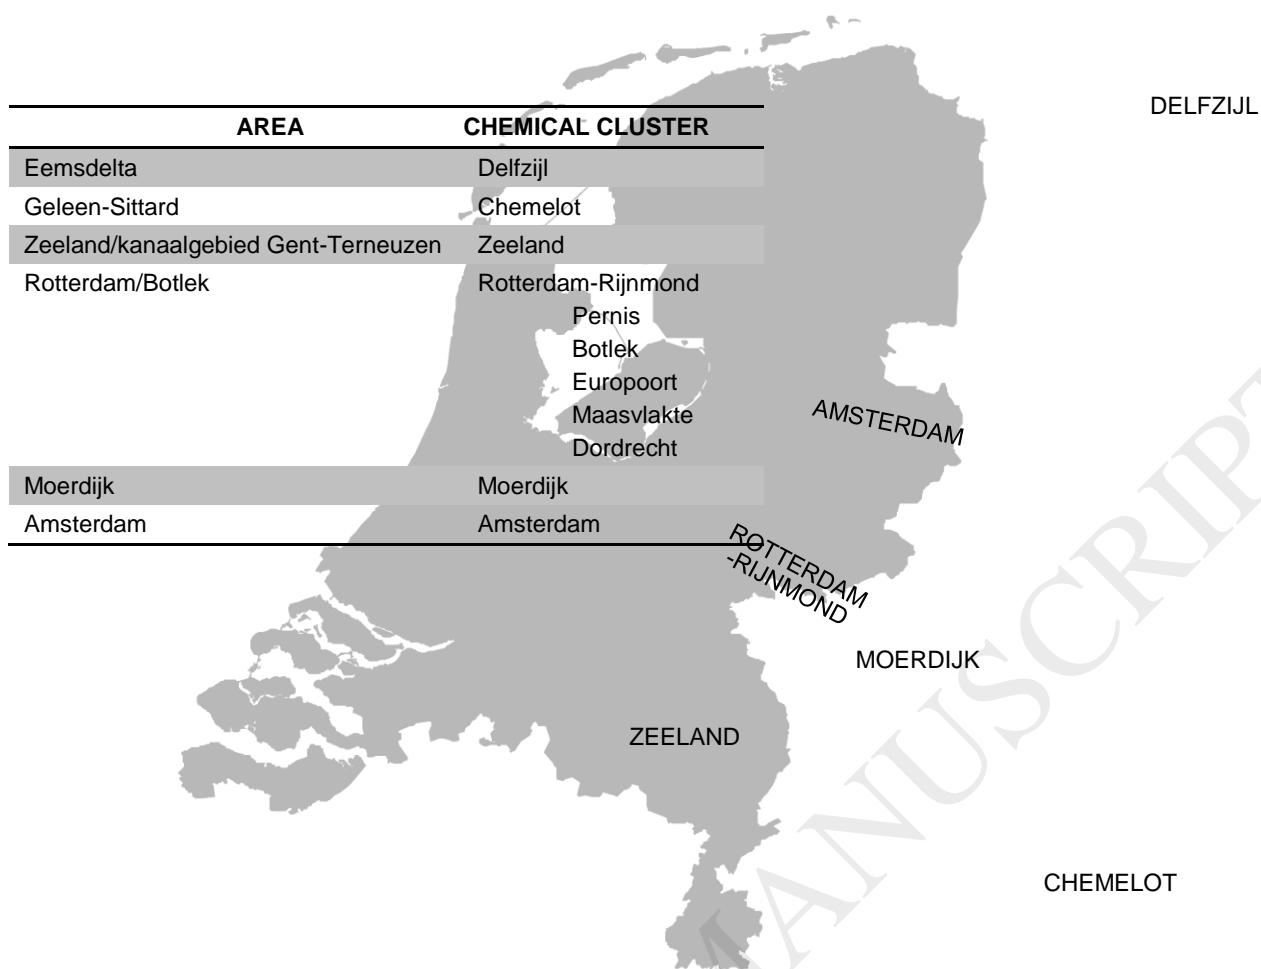 DELFZIJL
AREA CHEMICAL CLUSTER
Eemsdelta Delfzijl
Geleen-Sittard Chemelot
Zeeland/kanaalgebied Gent-Terneuzen Zeeland
Rotterdam/Botlek Rotterdam-Rijnmond
Pernis
Botlek
Europoort
Maasvlakte
Dordrecht
Moerdijk Moerdijk
Amsterdam Amsterdam
AMSTERDAM
ROTTERDAM
-RIJNMOND
MOERDIJK
ZEELAND
CHEMELOT
MANUSCRIPT